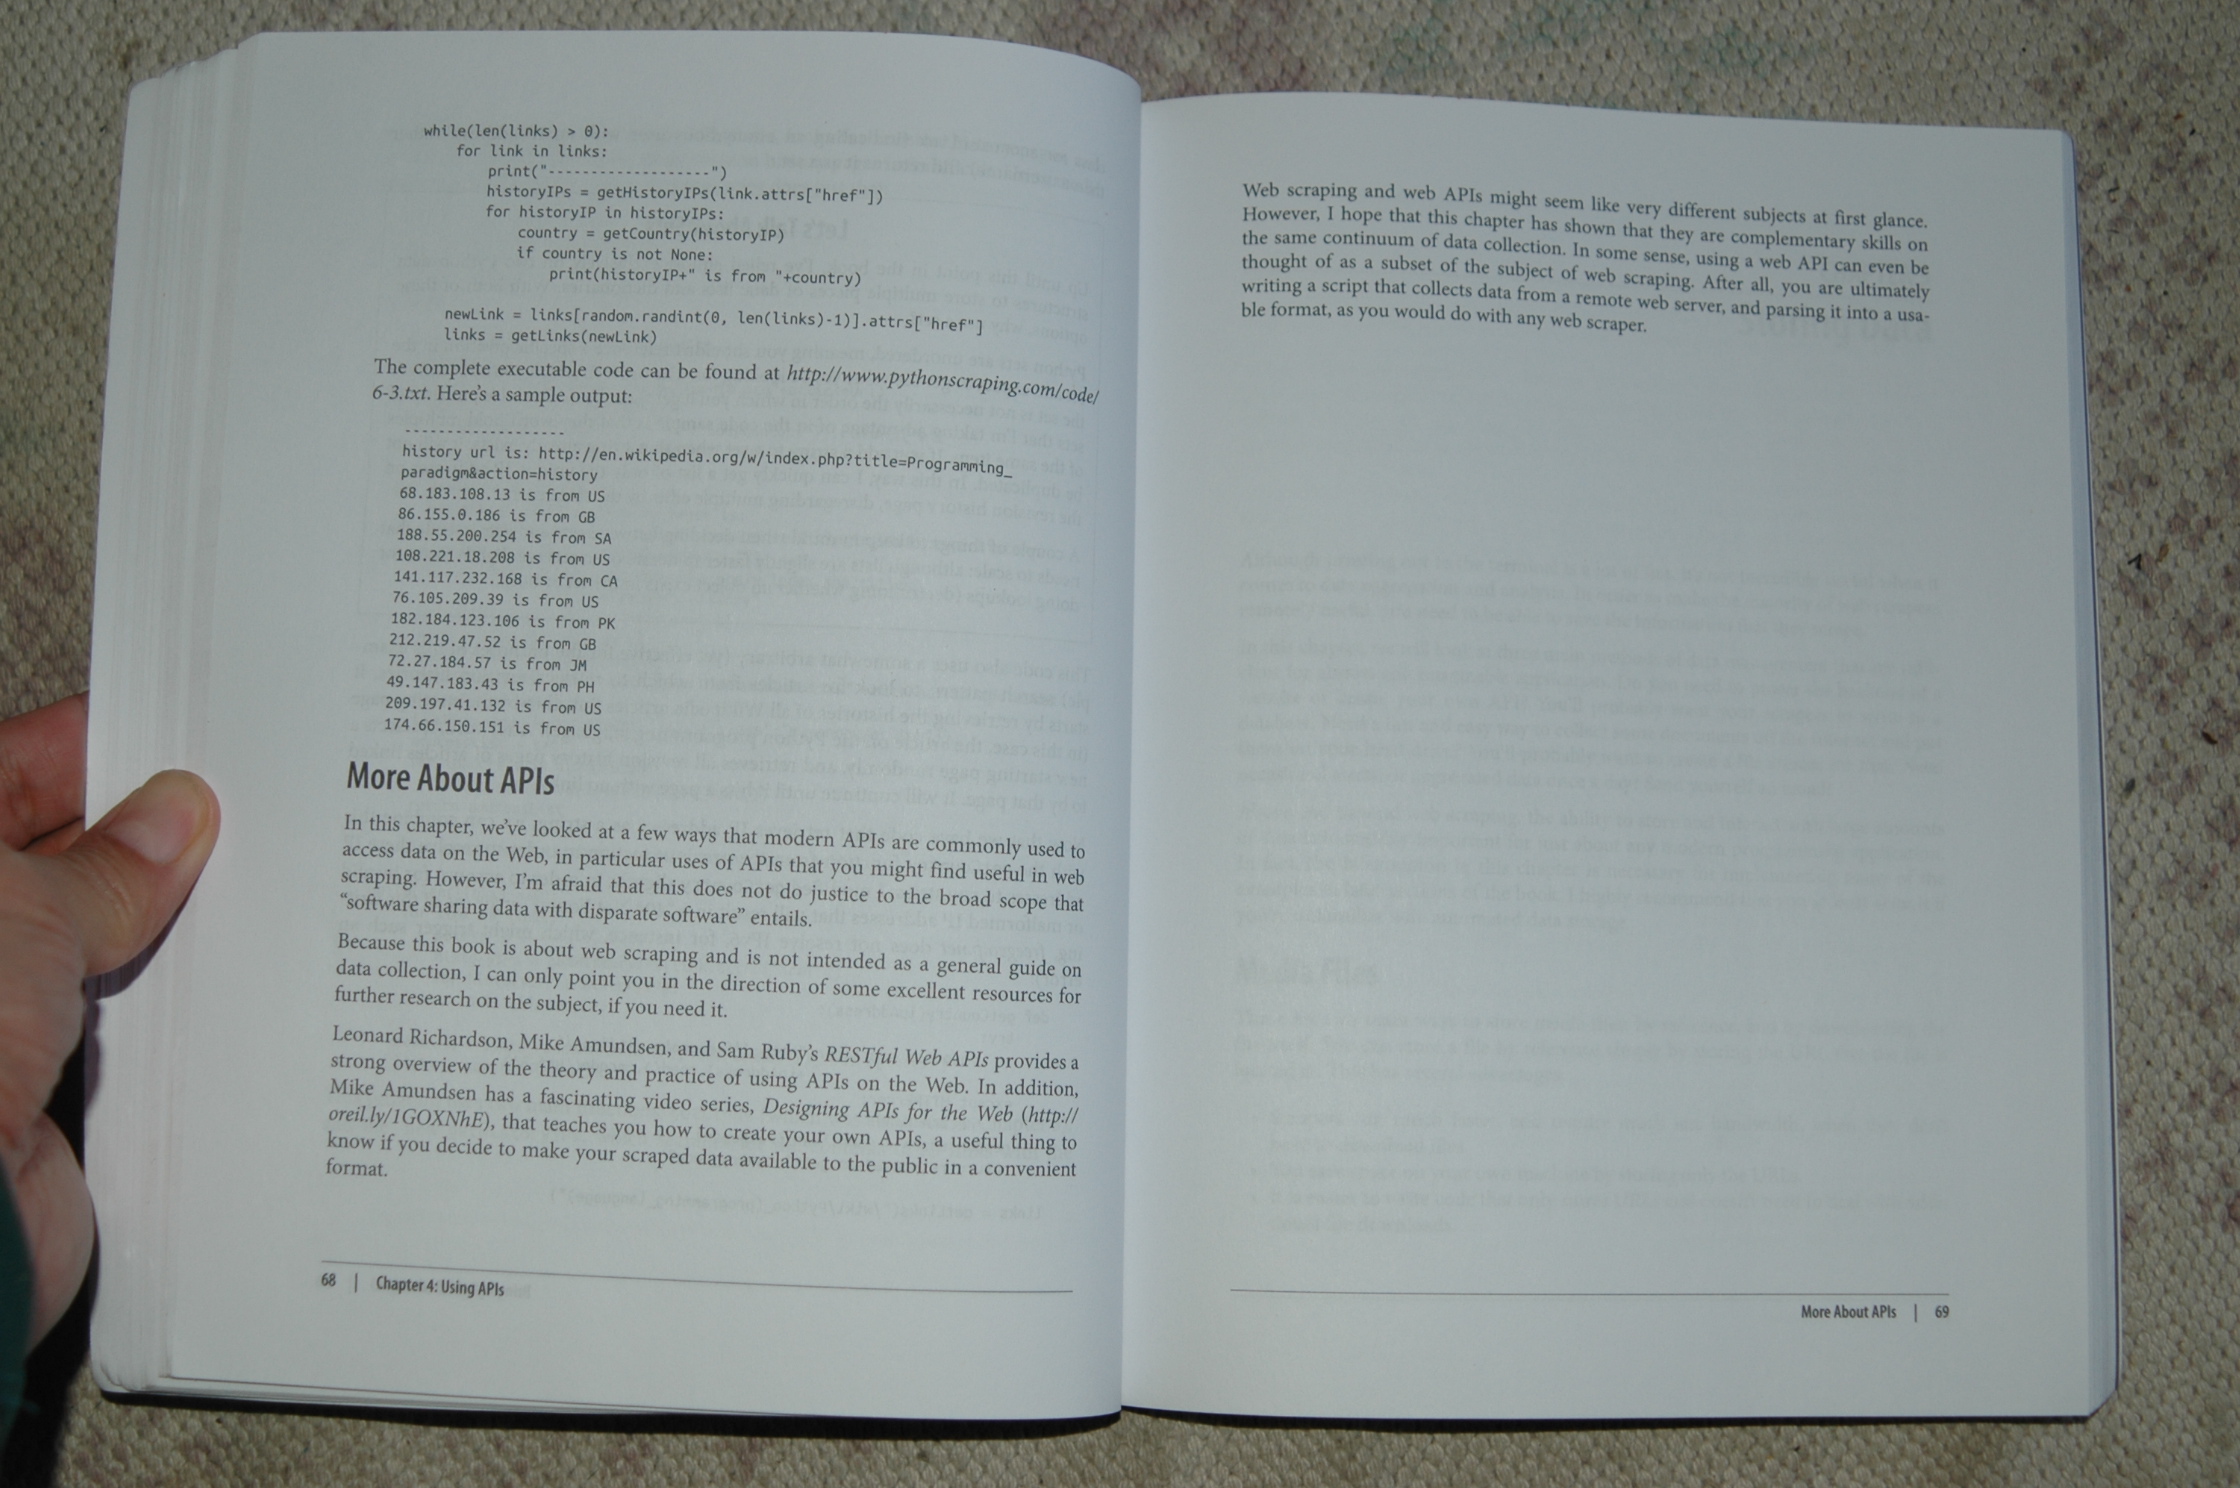 while(len(links) > 0):
    for link in links:
        print("-------------------")
        historyIPs = getHistoryIPs(link.attrs["href"])
        for historyIP in historyIPs:
            country = getCountry(historyIP)
            if country is not None:
                print(historyIP+" is from "+country)
    newLink = links[random.randint(0, len(links)-1)].attrs["href"]
    links = getLinks(newLink)
The complete executable code can be found at http://www.pythonscraping.com/code/
6-3.txt. Here's a sample output:
-------------------
history url is: http://en.wikipedia.org/w/index.php?title=Programming_
paradigm&action=history
68.183.108.13 is from US
86.155.0.186 is from GB
188.55.200.254 is from SA
108.221.18.208 is from US
141.117.232.168 is from CA
76.105.209.39 is from US
182.184.123.106 is from PK
212.219.47.52 is from GB
72.27.184.57 is from JM
49.147.183.43 is from PH
209.197.41.132 is from US
174.66.150.151 is from US
More About APIs
In this chapter, we've looked at a few ways that modern APIs are commonly used to
access data on the Web, in particular uses of APIs that you might find useful in web
scraping. However, I'm afraid that this does not do justice to the broad scope that
“software sharing data with disparate software” entails.
Because this book is about web scraping and is not intended as a general guide on
data collection, I can only point you in the direction of some excellent resources for
further research on the subject, if you need it.
Leonard Richardson, Mike Amundsen, and Sam Ruby's RESTful Web APIs provides a
strong overview of the theory and practice of using APIs on the Web. In addition,
Mike Amundsen has a fascinating video series, Designing APIs for the Web (http://
oreil.ly/1GOXNhE), that teaches you how to create your own APIs, a useful thing to
know if you decide to make your scraped data available to the public in a convenient
format.
68 | Chapter 4: Using APIs
Web scraping and web APIs might seem like very different subjects at first glance.
However, I hope that this chapter has shown that they are complementary skills on
the same continuum of data collection. In some sense, using a web API can even be
thought of as a subset of the subject of web scraping. After all, you are ultimately
writing a script that collects data from a remote web server, and parsing it into a usa-
ble format, as you would do with any web scraper.
More About APIs | 69